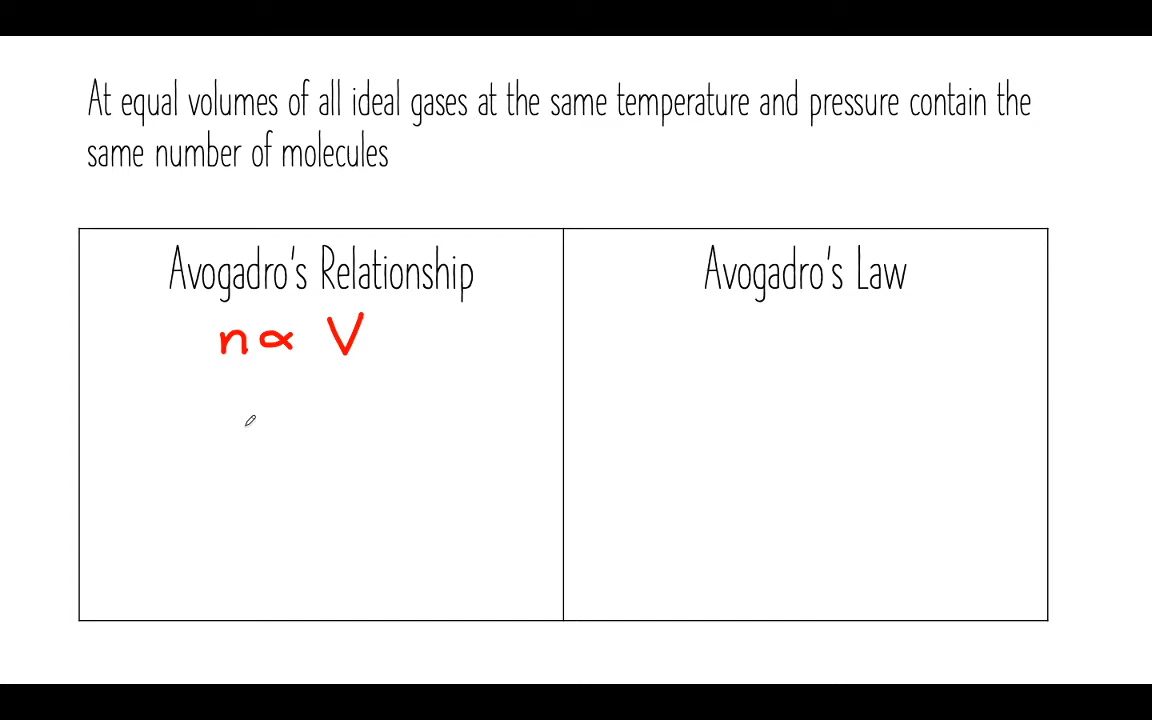 At equal volumes of all ideal gases at the same temperature and pressure contain the
same number of molecules
Avogadro's Relationship
n ∝ V
Avogadro's Law